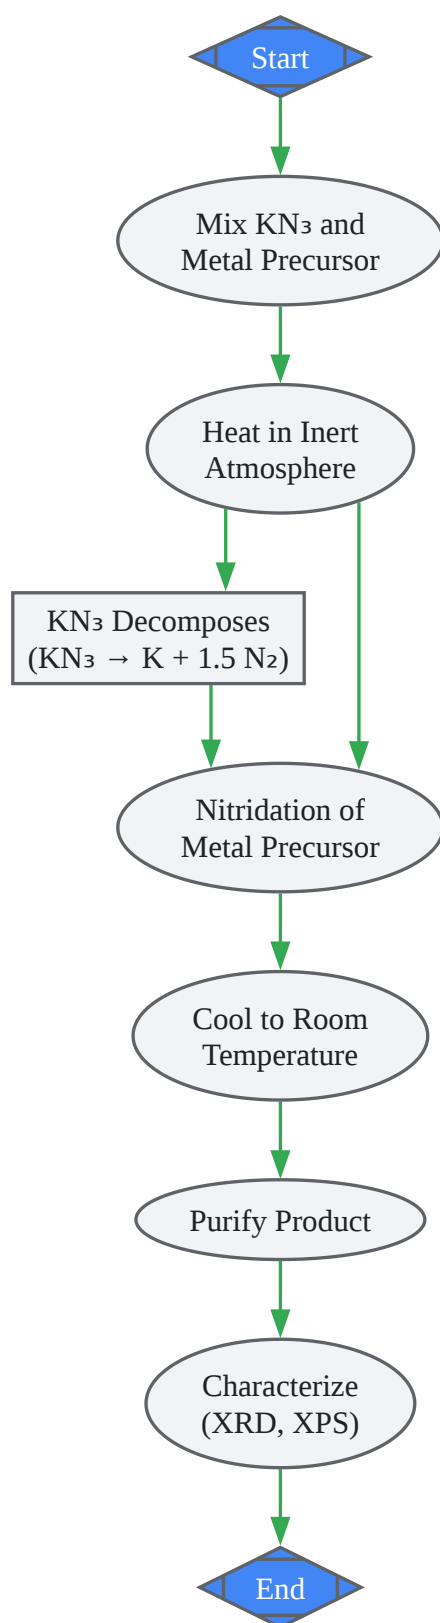 Start
Mix KN₃ and
Metal Precursor
Heat in Inert
Atmosphere
KN₃ Decomposes
(KN₃ → K + 1.5 N₂)
Nitridation of
Metal Precursor
Cool to Room
Temperature
Purify Product
Characterize
(XRD, XPS)
End